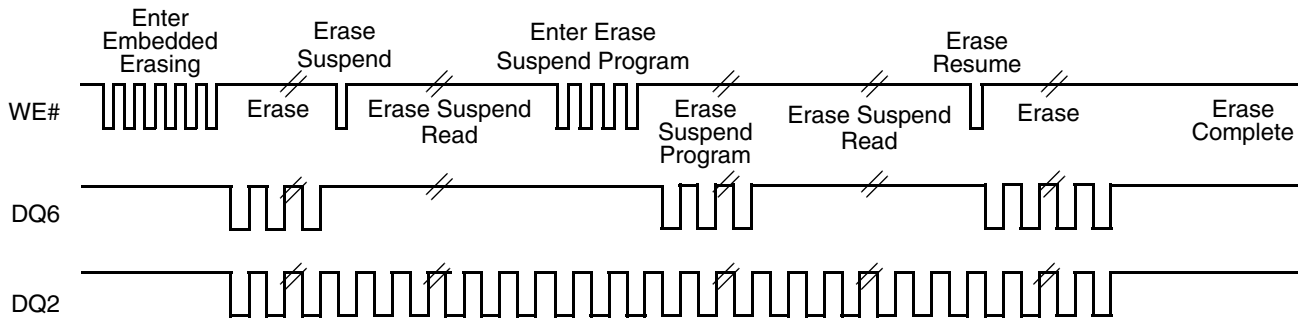 Enter
Embedded
Erasing
Erase
Suspend
Enter Erase
Suspend Program
Erase
Resume
WE#
Erase
Erase Suspend
Read
Erase
Suspend
Program
Erase Suspend
Read
Erase
Erase
Complete
DQ6
DQ2